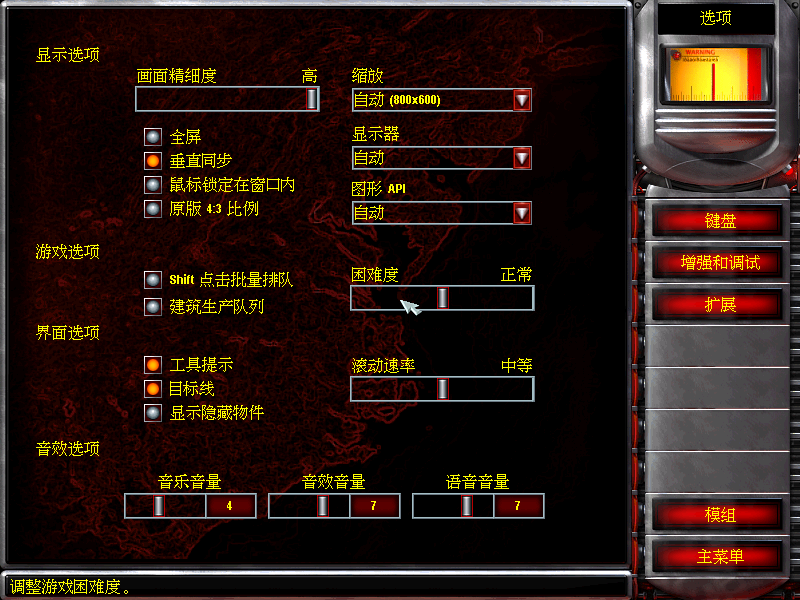 选项
WARNING
显示选项
画面精细度 高
缩放
自动 (800x600)
全屏
垂直同步
鼠标锁定在窗口内
原版 4:3 比例
显示器
自动
图形 API
自动
游戏选项
Shift 点击批量排队
建筑生产队列
困难度 正常
界面选项
工具提示
目标线
显示隐藏物件
滚动速率 中等
音效选项
音乐音量
4
音效音量
7
语音音量
7
键盘
增强和调试
扩展
模组
主菜单
调整游戏困难度。